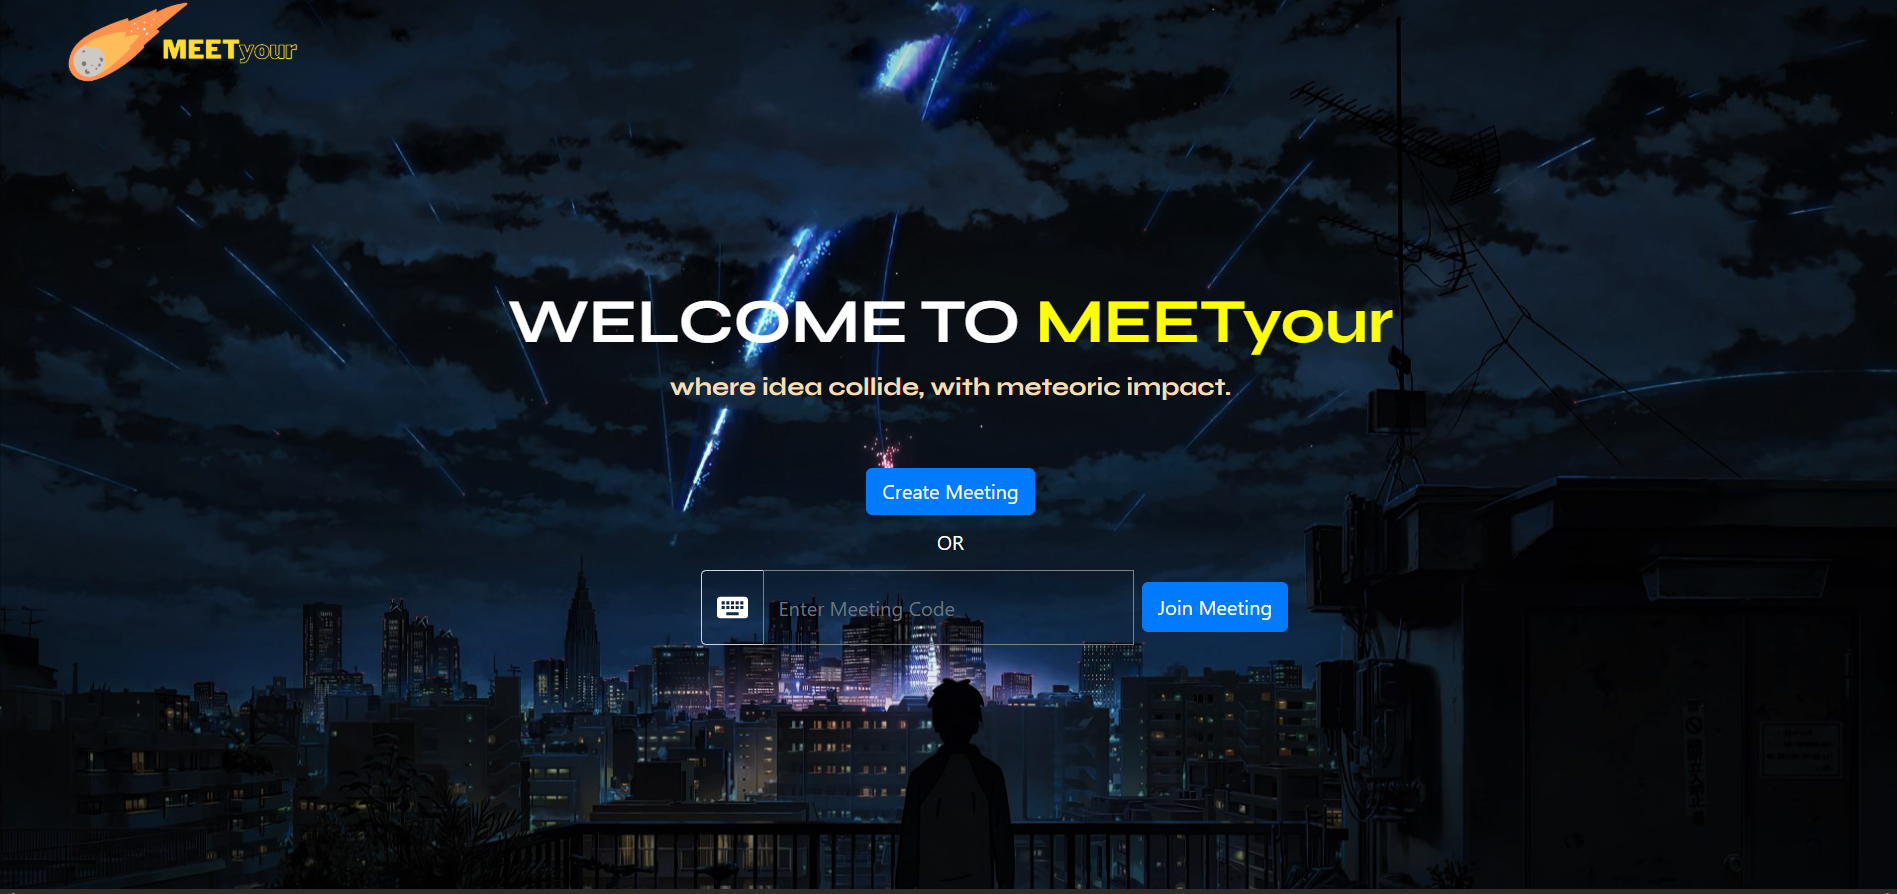 MEETyour
WELCOME TO MEETyour
where idea collide, with meteoric impact.
Create Meeting
OR
Enter Meeting Code
Join Meeting